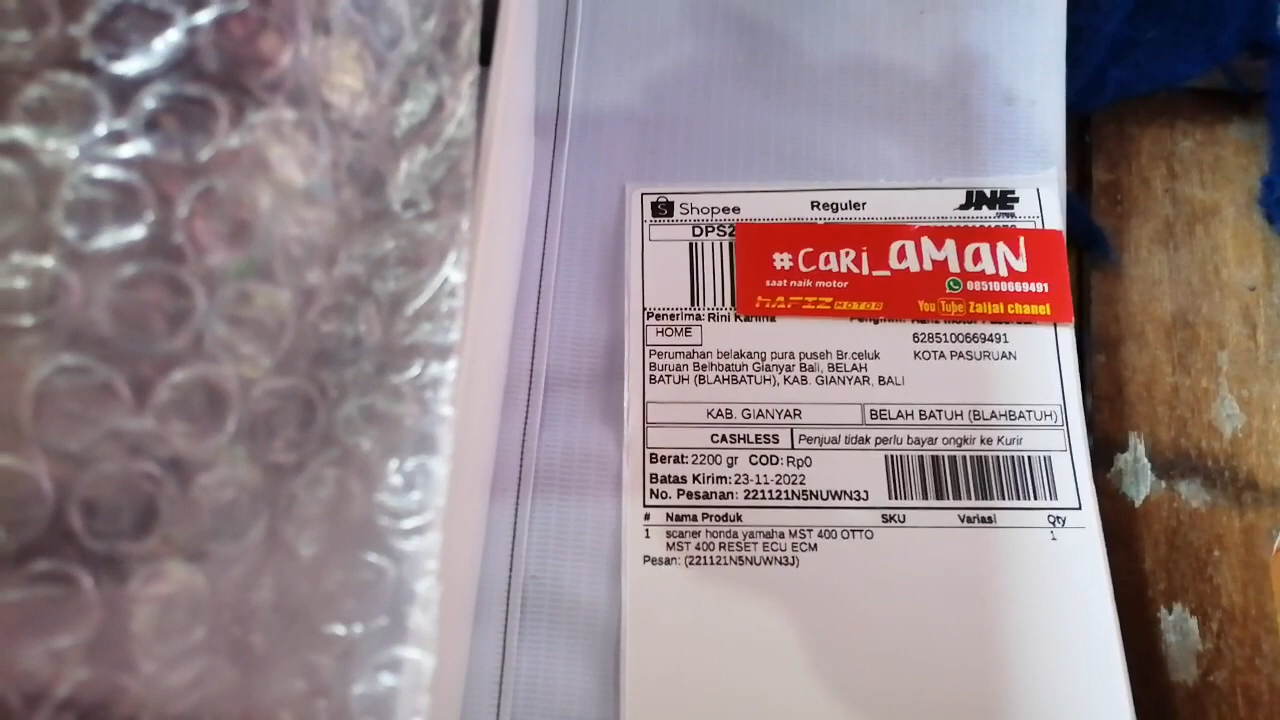 Shopee
Reguler
JNE
EXPRESS
DPS2
#CARI_AMAN
saat naik motor
085100669491
HAFIZ MOTOR
YouTube Zaijai chanel
Penerima: Rini Karlina
HOME
6285100669491
Perumahan belakang pura puseh Br.celuk
KOTA PASURUAN
Buruan Belhbatuh Gianyar Bali, BELAH
BATUH (BLAHBATUH), KAB. GIANYAR, BALI
KAB. GIANYAR
BELAH BATUH (BLAHBATUH)
CASHLESS
Penjual tidak perlu bayar ongkir ke Kurir
Berat: 2200 gr COD: Rp0
Batas Kirim: 23-11-2022
No. Pesanan: 221121N5NUWN3J
# Nama Produk SKU Variasi Qty
1 scaner honda yamaha MST 400 OTTO 1
MST 400 RESET ECU ECM
Pesan: (221121N5NUWN3J)